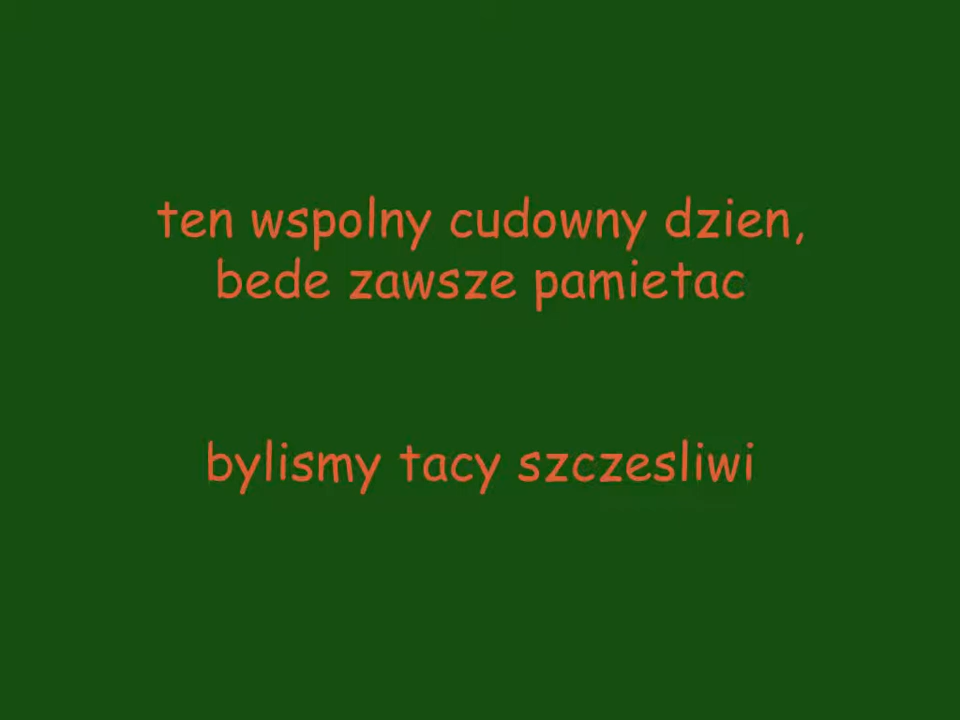 ten wspolny cudowny dzien,
bede zawsze pamietac
bylismy tacy szczesliwi